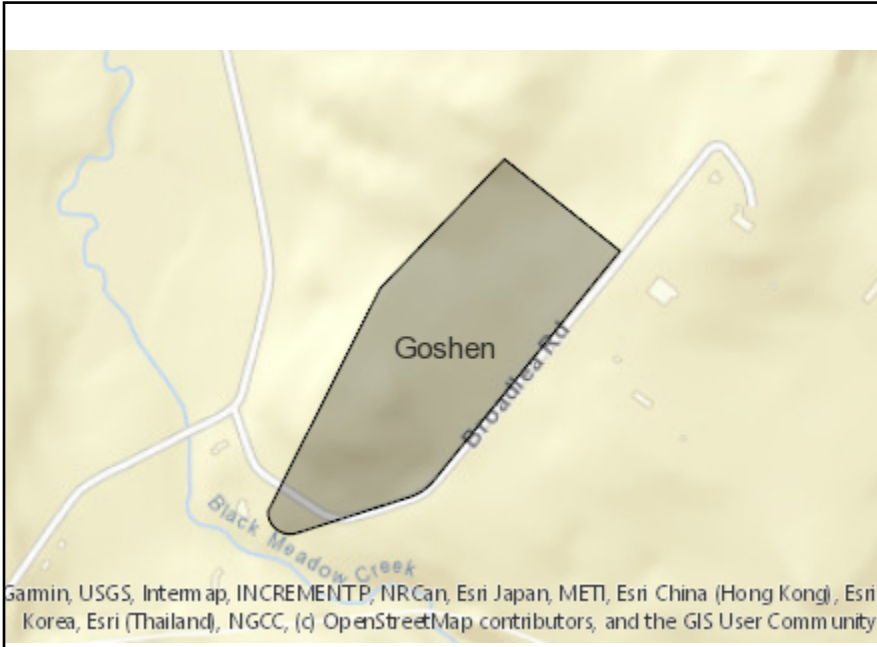 Goshen
Broadlea Rd
Black Meadow Creek
Garmin, USGS, Intermap, INCREMENT P, NRCan, Esri Japan, METI, Esri China (Hong Kong), Esri
Korea, Esri (Thailand), NGCC, (c) OpenStreetMap contributors, and the GIS User Community